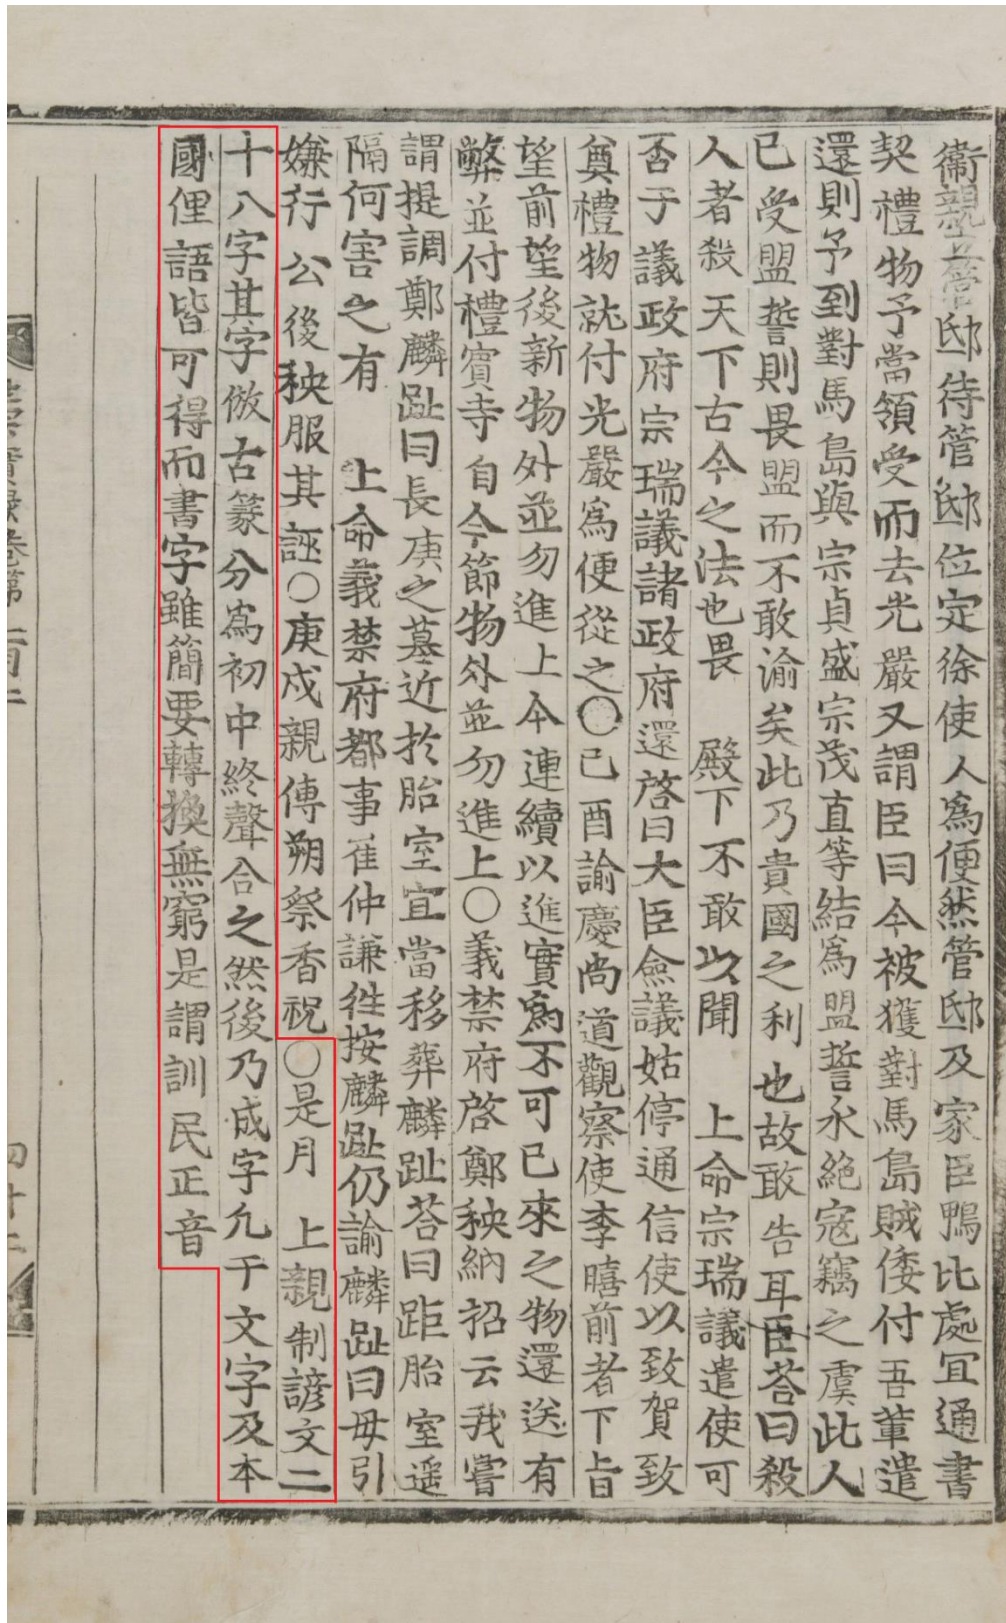 衞親至管邸待管邸位定徐使人爲便然管邸及家臣鴨比處冝通書
契禮物予當領受而去光嚴又謂臣曰今被獲對馬島賊倭付吾軰遣
還則予到對馬島與宗貞盛宗茂直等結爲盟誓永絶宼竊之虞此人
已受盟誓則畏盟而不敢渝矣此乃貴國之利也故敢告耳臣荅曰殺
人者殺天下古今之法也畏 殿下不敢以聞 上命宗瑞議遣使可
否于議政府宗瑞議諸政府還啓曰大臣僉議姑停通信使以致賀致
奠禮物就付光嚴爲便從之○己酉諭慶尙道觀察使李暿前者下旨
望前望後新物外並勿進上今連續以進實爲不可已來之物還送有
弊並付禮賓寺自今節物外並勿進上○義禁府啓鄭秧納招云我嘗
謂提調鄭麟趾曰長庚之墓近於胎室宜當移葬麟趾荅曰距胎室遥
隔何害之有 上命義禁府都事崔仲謙徃按麟趾仍諭麟趾曰毋引
嫌行公後秧服其誣○庚戍親傳朔祭香祝○是月 上親制諺文二
十八字其字倣古篆分爲初中終聲合之然後乃成字凢于文字及本
國俚語皆可得而書字雖簡要轉換無窮是謂訓民正音